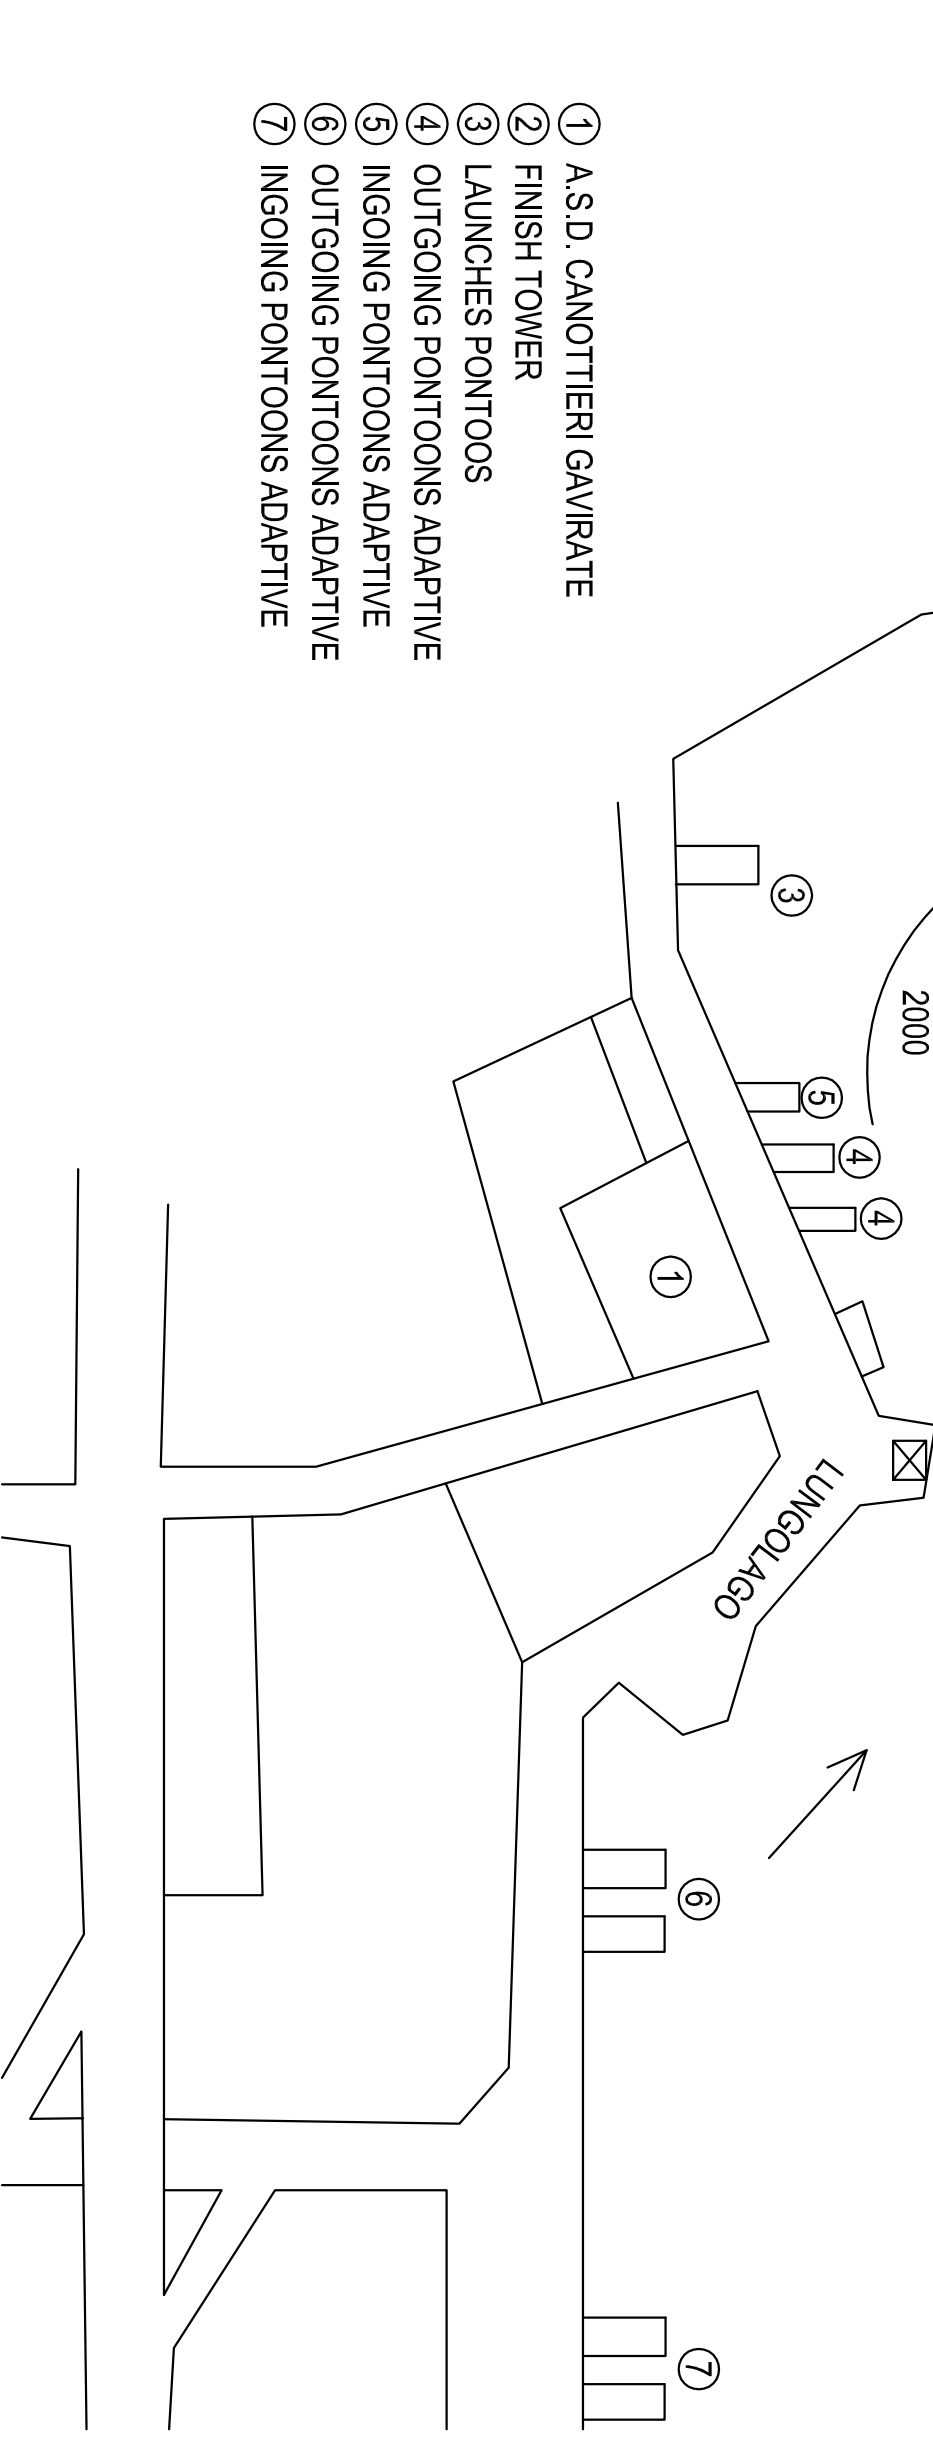 1 A.S.D. CANOTTIERI GAVIRATE
2 FINISH TOWER
3 LAUNCHES PONTOOS
4 OUTGOING PONTOONS ADAPTIVE
5 INGOING PONTOONS ADAPTIVE
6 OUTGOING PONTOONS ADAPTIVE
7 INGOING PONTOONS ADAPTIVE
2000
3
5
4
4
1
LUNGOLAGO
6
7